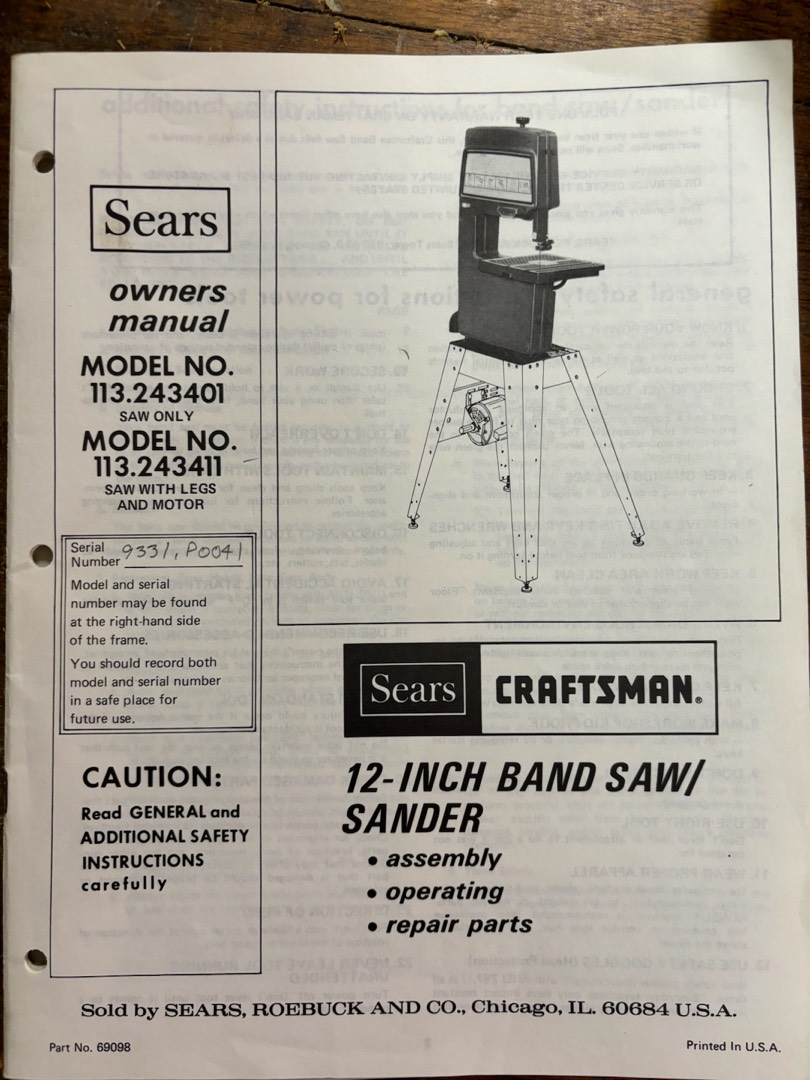 Sears
owners
manual
MODEL NO.
113.243401
SAW ONLY
MODEL NO.
113.243411
SAW WITH LEGS
AND MOTOR
Serial
Number 9331, P0041
Model and serial
number may be found
at the right-hand side
of the frame.
You should record both
model and serial number
in a safe place for
future use.
CAUTION:
Read GENERAL and
ADDITIONAL SAFETY
INSTRUCTIONS
carefully
Sears CRAFTSMAN®
12-INCH BAND SAW/
SANDER
• assembly
• operating
• repair parts
Sold by SEARS, ROEBUCK AND CO., Chicago, IL. 60684 U.S.A.
Part No. 69098
Printed in U.S.A.